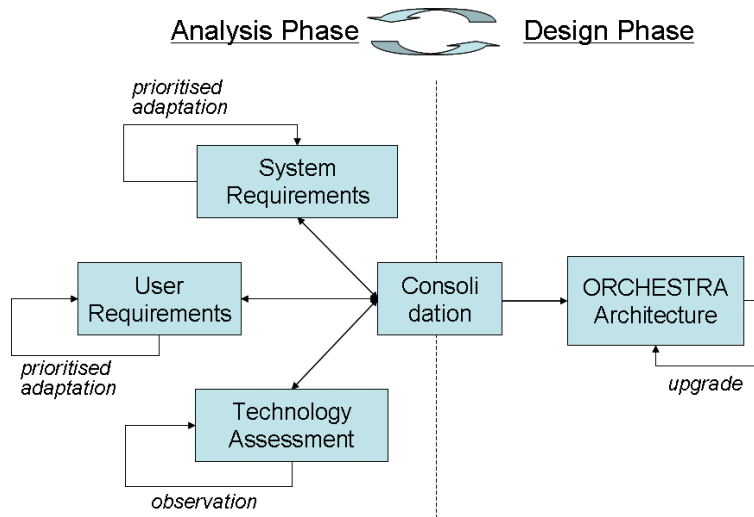 Analysis Phase
Design Phase
prioritised
adaptation
System
Requirements
User
Requirements
Consoli
dation
ORCHESTRA
Architecture
prioritised
adaptation
upgrade
Technology
Assessment
observation